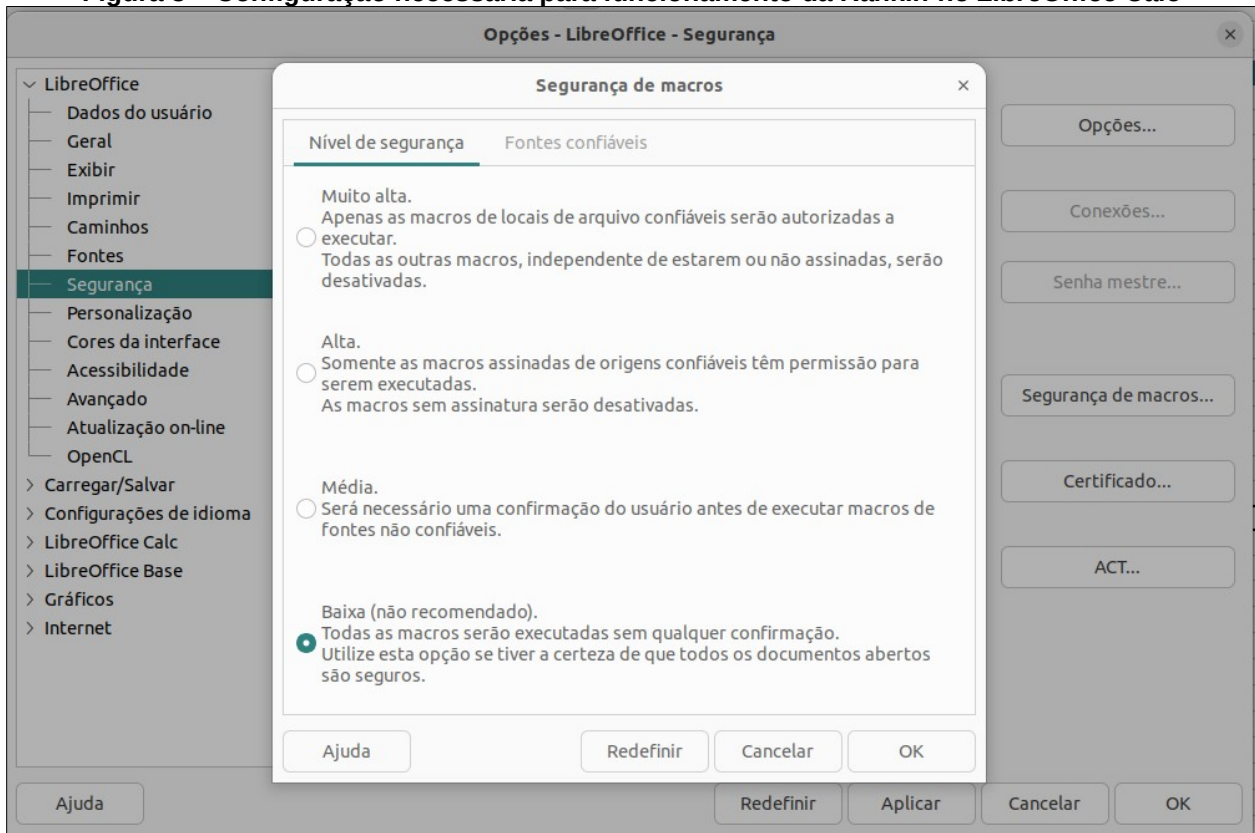 Figura 3 – Configuração necessária para funcionamento da Rankin no LibreOffice Calc
Opções - LibreOffice - Segurança
LibreOffice
Dados do usuário
Geral
Exibir
Imprimir
Caminhos
Fontes
Segurança
Personalização
Cores da interface
Acessibilidade
Avançado
Atualização on-line
OpenCL
Carregar/Salvar
Configurações de idioma
LibreOffice Calc
LibreOffice Base
Gráficos
Internet
Segurança de macros
Nível de segurança
Fontes confiáveis
Muito alta.
Apenas as macros de locais de arquivo confiáveis serão autorizadas a
executar.
Todas as outras macros, independente de estarem ou não assinadas, serão
desativadas.
Alta.
Somente as macros assinadas de origens confiáveis têm permissão para
serem executadas.
As macros sem assinatura serão desativadas.
Média.
Será necessário uma confirmação do usuário antes de executar macros de
fontes não confiáveis.
Baixa (não recomendado).
Todas as macros serão executadas sem qualquer confirmação.
Utilize esta opção se tiver a certeza de que todos os documentos abertos
são seguros.
Ajuda
Redefinir
Cancelar
OK
Opções...
Conexões...
Senha mestre...
Segurança de macros...
Certificado...
ACT...
Ajuda
Redefinir
Aplicar
Cancelar
OK